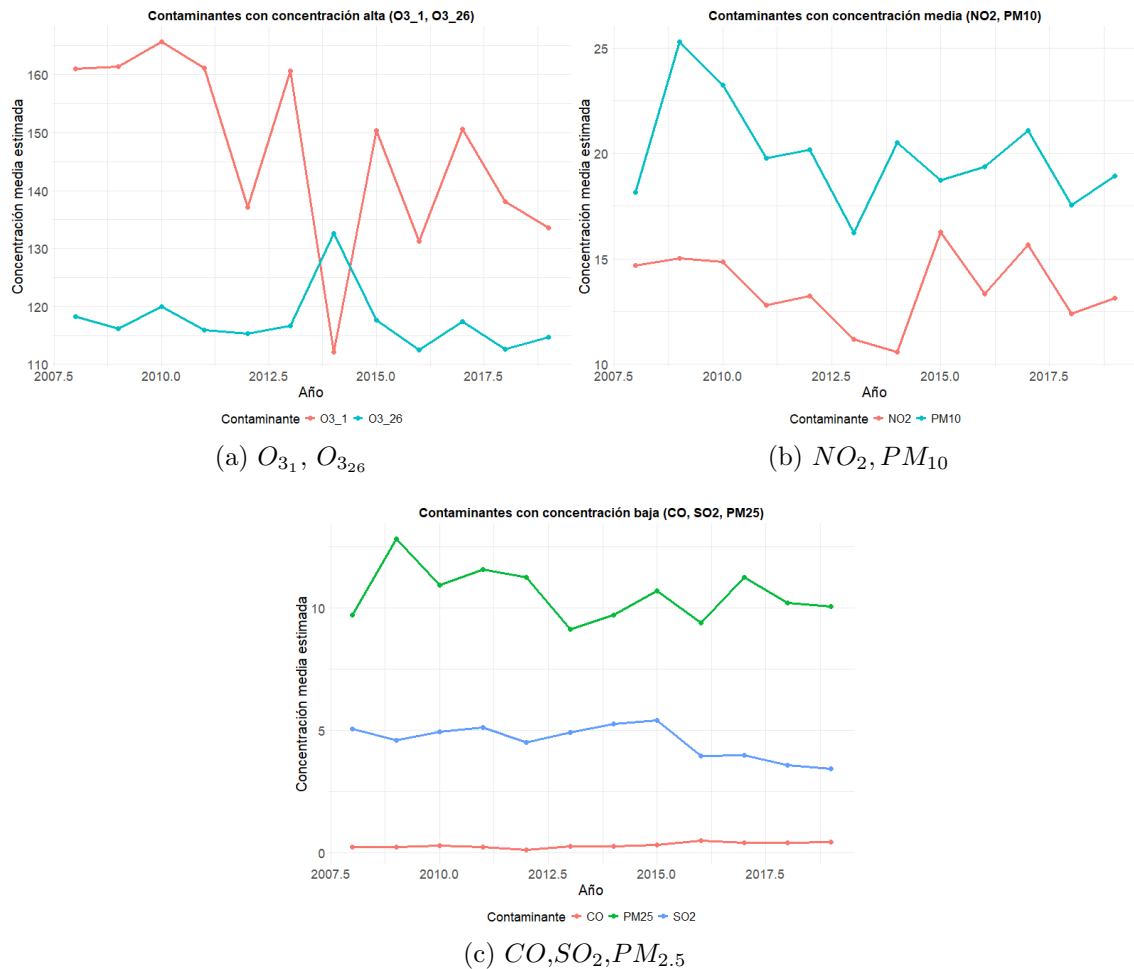 Contaminantes con concentración alta (O3_1, O3_26)
Concentración media estimada
160
150
140
130
120
110
2007.5 2010.0 2012.5 2015.0 2017.5
Año
Contaminante O3_1 O3_26
(a) O₃₁, O₃₂₆
Contaminantes con concentración media (NO2, PM10)
Concentración media estimada
25
20
15
10
2007.5 2010.0 2012.5 2015.0 2017.5
Año
Contaminante NO2 PM10
(b) NO₂, PM₁₀
Contaminantes con concentración baja (CO, SO2, PM25)
Concentración media estimada
10
5
0
2007.5 2010.0 2012.5 2015.0 2017.5
Año
Contaminante CO PM25 SO2
(c) CO,SO₂,PM₂.₅